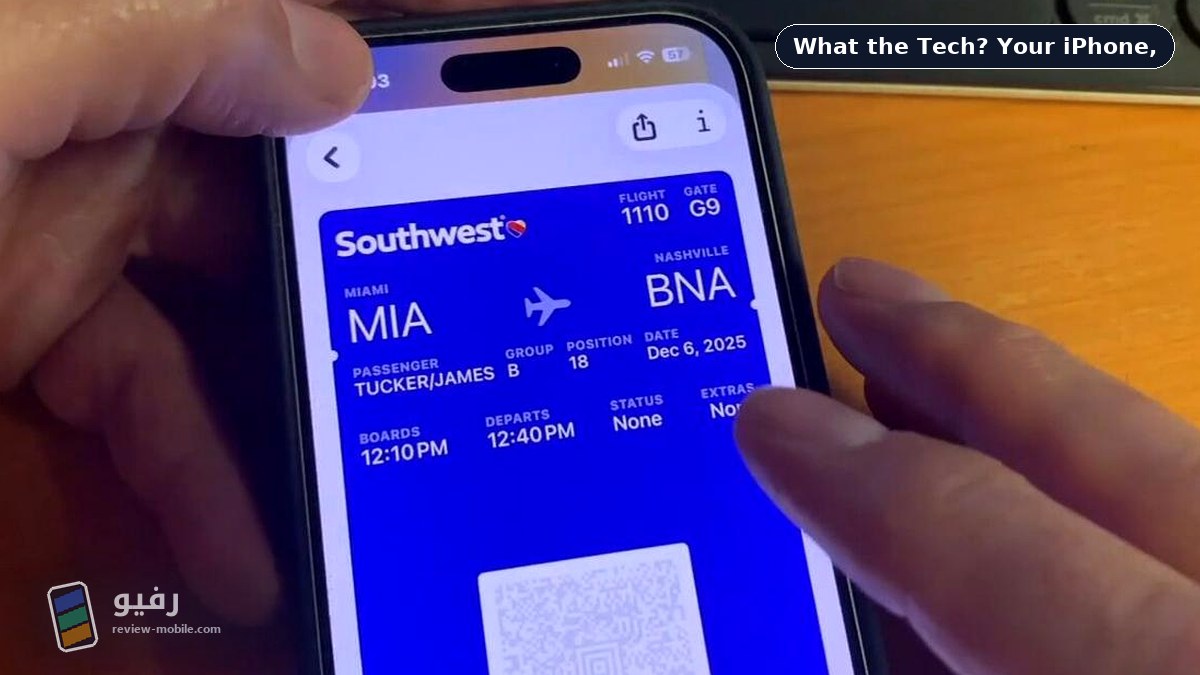 cmd ⌘
What the Tech? Your iPhone,
57
Southwest
FLIGHT GATE
1110 G9
MIAMI NASHVILLE
MIA BNA
PASSENGER GROUP POSITION DATE
TUCKER/JAMES B 18 Dec 6, 2025
BOARDS DEPARTS STATUS EXTRAS
12:10 PM 12:40 PM None
رفيو
review-mobile.com